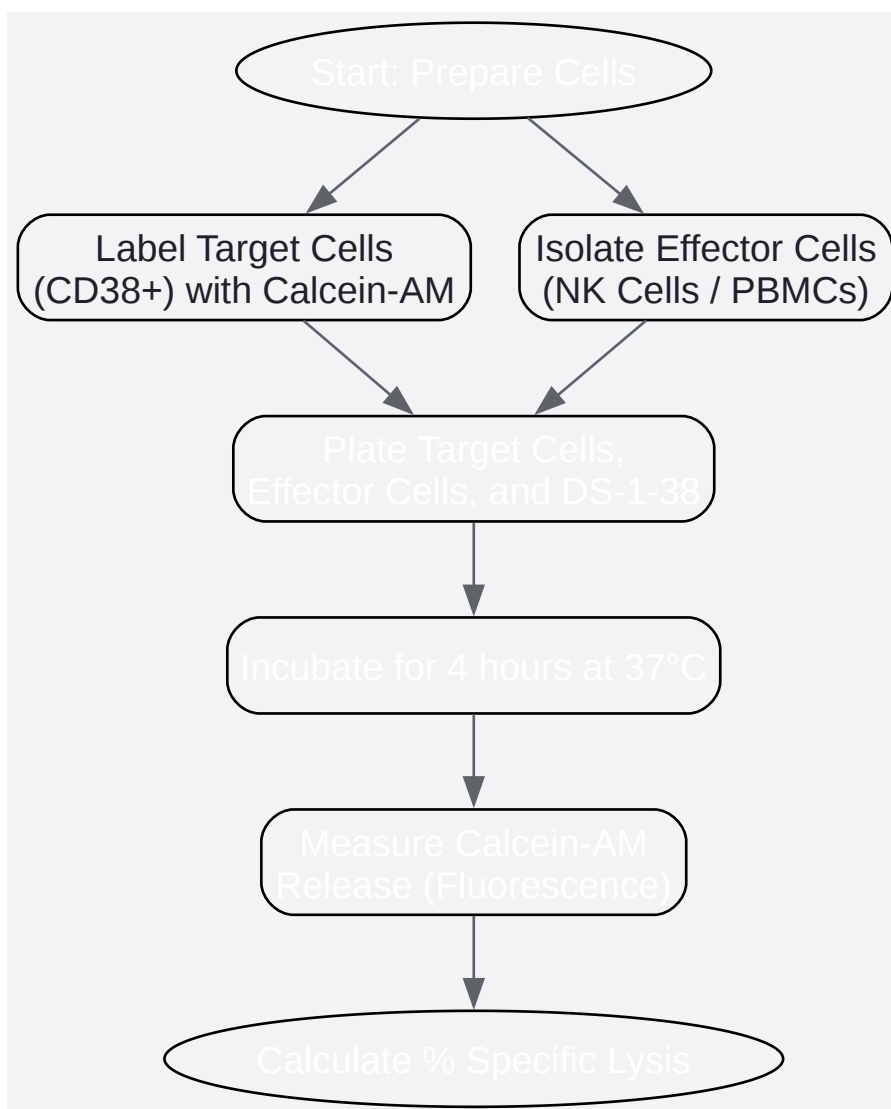 Start: Prepare Cells
Label Target Cells
(CD38+) with Calcein-AM
Isolate Effector Cells
(NK Cells / PBMCs)
Plate Target Cells,
Effector Cells, and DS-1-38
Incubate for 4 hours at 37°C
Measure Calcein-AM
Release (Fluorescence)
Calculate % Specific Lysis